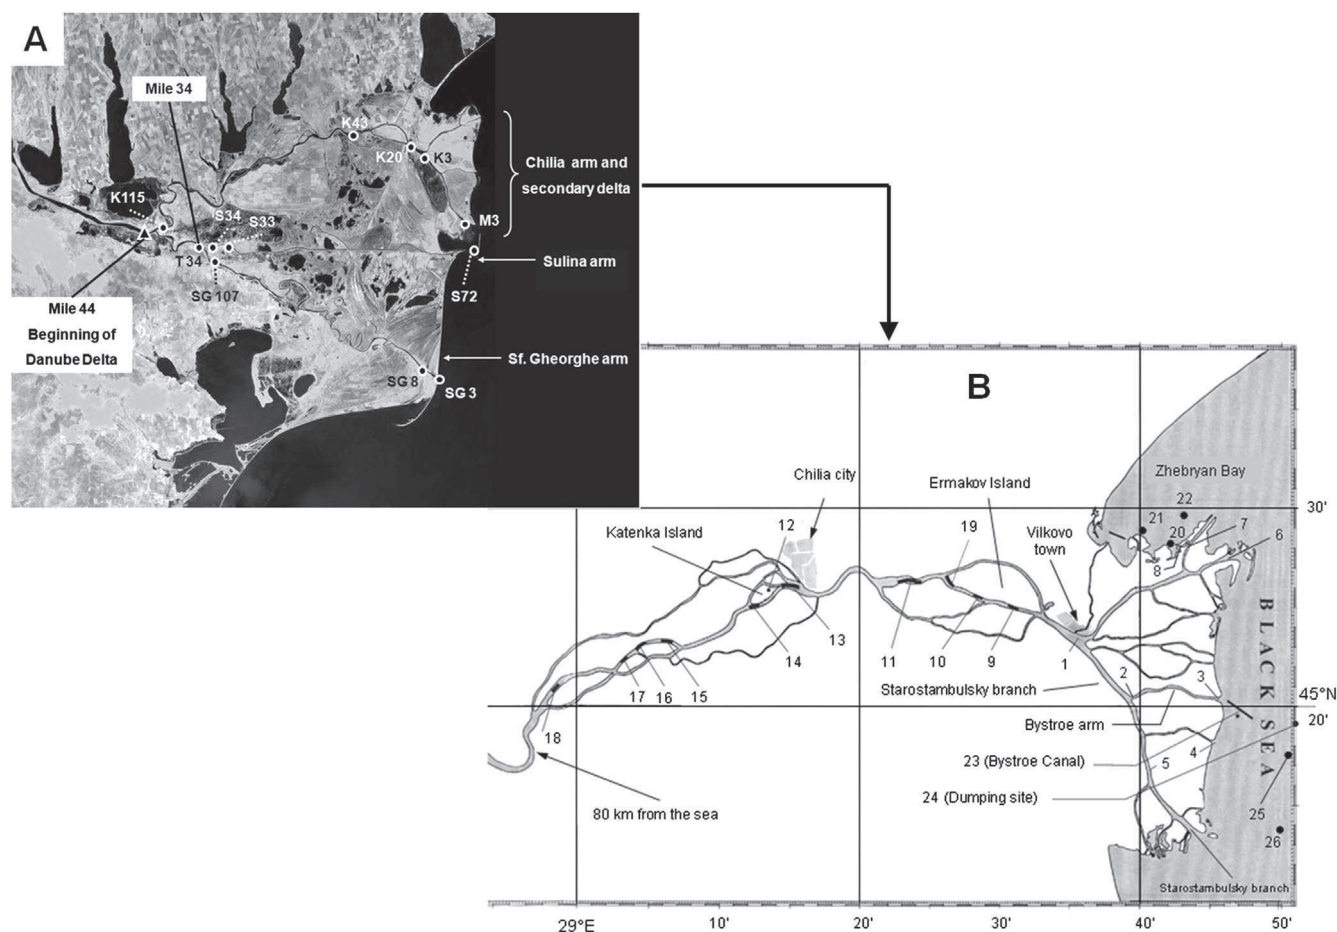 A
Mile 34
K43
K20
K3
Chilia arm and
secondary delta
K115
S34
S33
M3
T34
Sulina arm
SG 107
S72
Mile 44
Beginning of
Danube Delta
Sf. Gheorghe arm
SG 8
SG 3
B
Chilia city
Ermakov Island
Zhebryan Bay
22
30'
12
Katenka Island
19
Vilkovo
town
21
20
7
6
8
BLACK SEA
13
14
11
10
9
1
17
16
15
Starostambulsky branch
2
3
45°N
20'
18
Bystroe arm
23 (Bystroe Canal)
4
5
24 (Dumping site)
80 km from the sea
25
26
Starostambulsky branch
29°E
10'
20'
30'
40'
50'